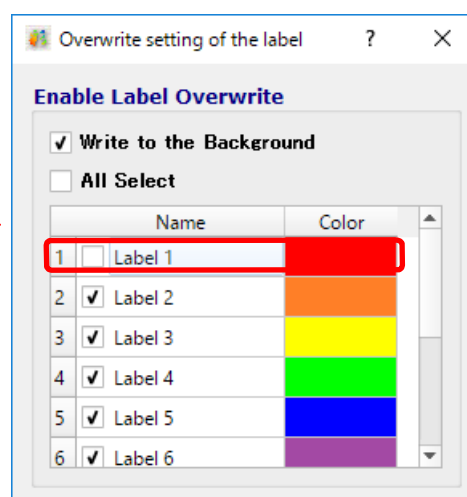 Overwrite setting of the label ?
Enable Label Overwrite
Write to the Background
All Select
Name Color
1 Label 1
2 Label 2
3 Label 3
4 Label 4
5 Label 5
6 Label 6